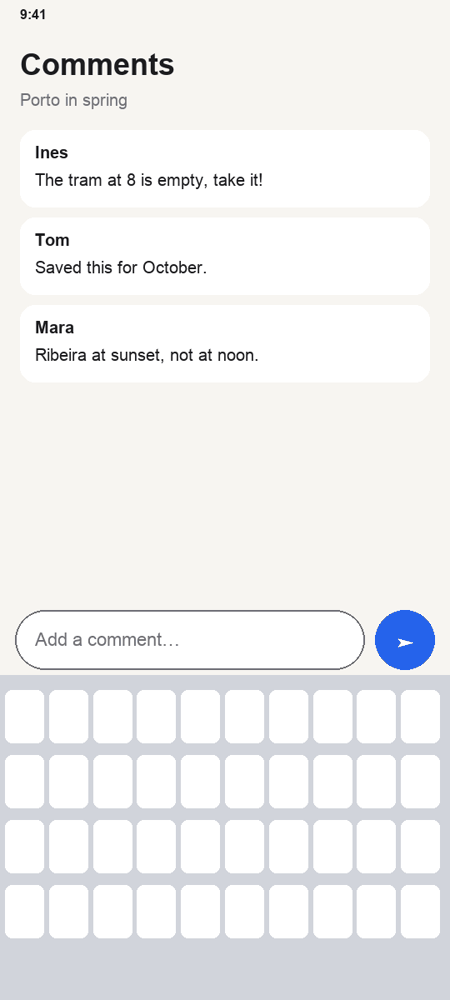 9:41
Comments
Porto in spring
Ines
The tram at 8 is empty, take it!
Tom
Saved this for October.
Mara
Ribeira at sunset, not at noon.
Add a comment…